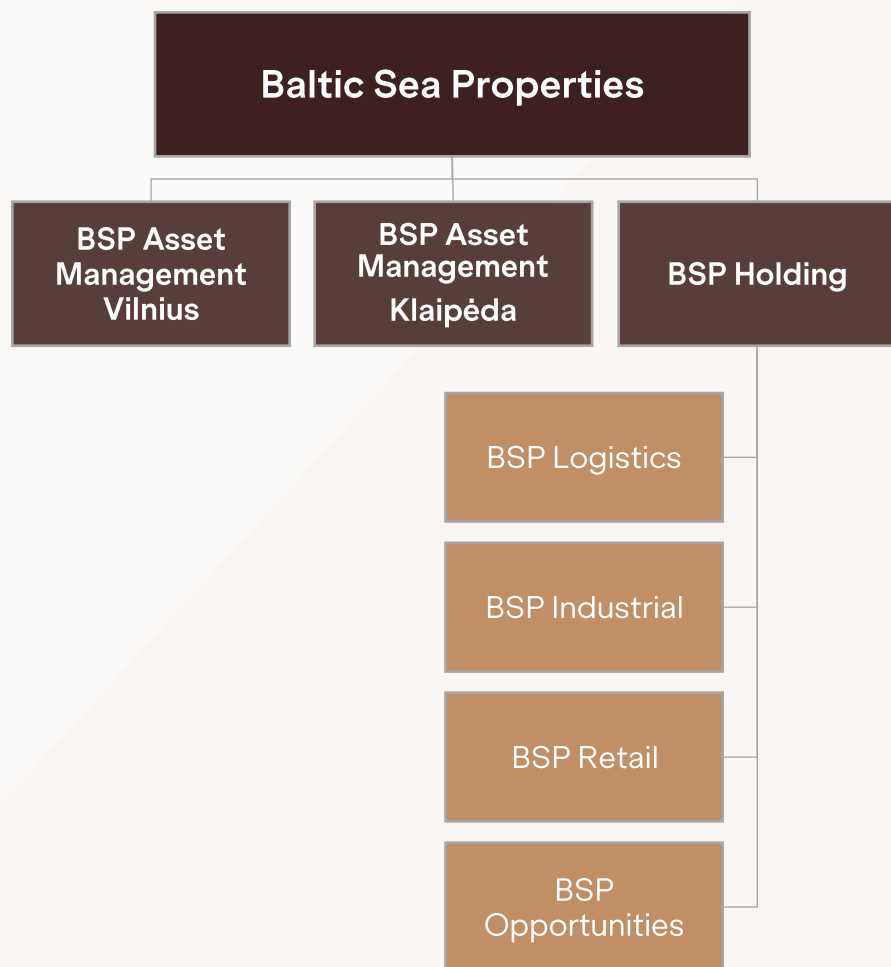 Baltic Sea Properties
BSP Asset
Management
Vilnius
BSP Asset
Management
Klaipėda
BSP Holding
BSP Logistics
BSP Industrial
BSP Retail
BSP
Opportunities